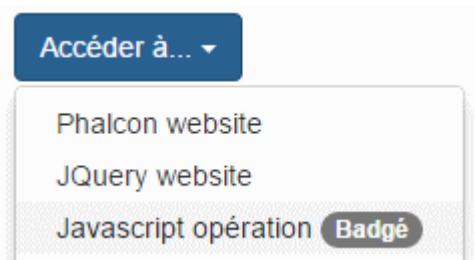 Accéder à...
Phalcon website
JQuery website
Javascript opération Badgé